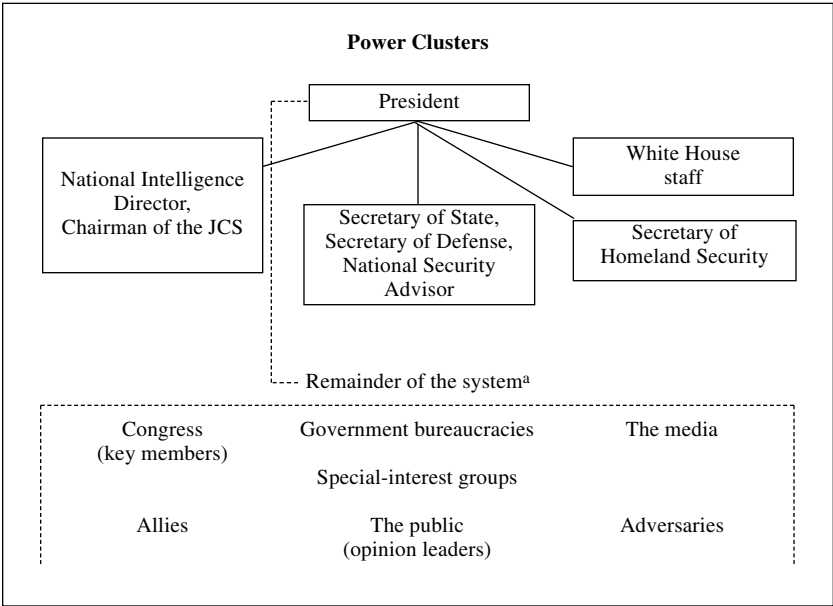 Power Clusters
President
National Intelligence
Director,
Chairman of the JCS
Secretary of State,
Secretary of Defense,
National Security
Advisor
White House
staff
Secretary of
Homeland Security
Remainder of the systemᵃ
Congress
(key members)
Government bureaucracies
The media
Special-interest groups
Allies
The public
(opinion leaders)
Adversaries